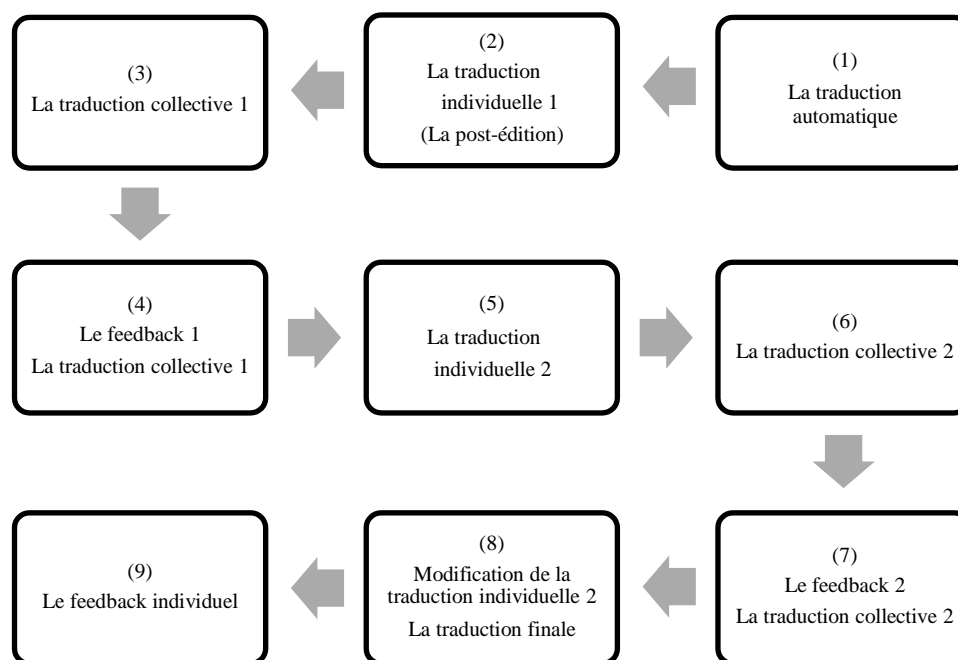 (1)
La traduction
automatique
(2)
La traduction
individuelle 1
(La post-édition)
(3)
La traduction collective 1
(4)
Le feedback 1
La traduction collective 1
(5)
La traduction
individuelle 2
(6)
La traduction collective 2
(7)
Le feedback 2
La traduction collective 2
(8)
Modification de la
traduction individuelle 2
La traduction finale
(9)
Le feedback individuel